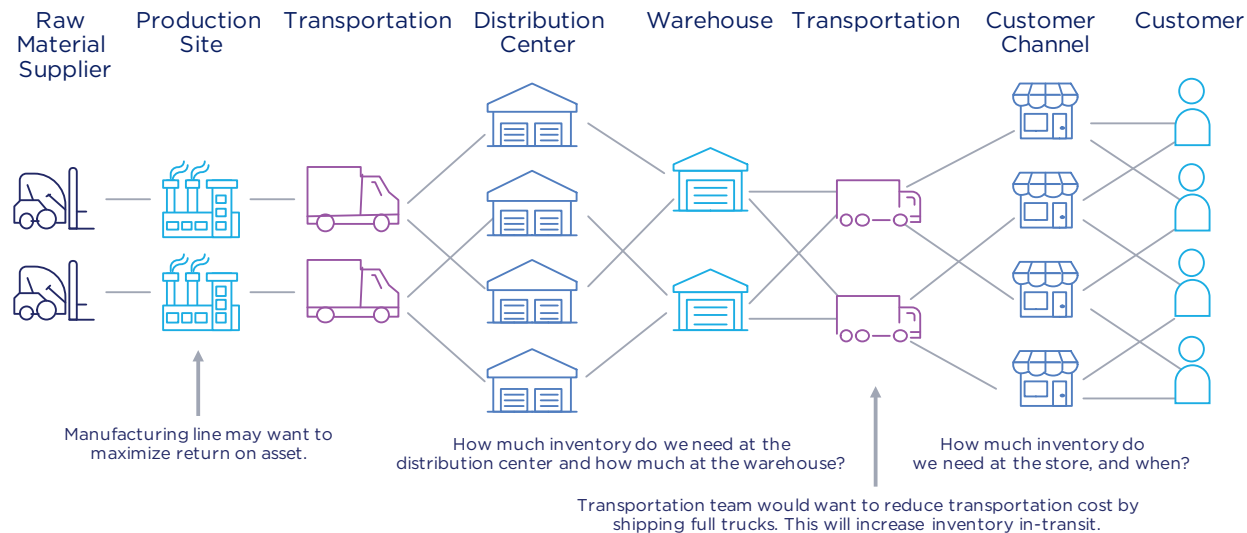 Raw
Material
Supplier
Production
Site
Transportation
Distribution
Center
Warehouse
Transportation
Customer
Channel
Customer
Manufacturing line may want to
maximize return on asset.
How much inventory do we need at the
distribution center and how much at the warehouse?
How much inventory do
we need at the store, and when?
Transportation team would want to reduce transportation cost by
shipping full trucks. This will increase inventory in-transit.